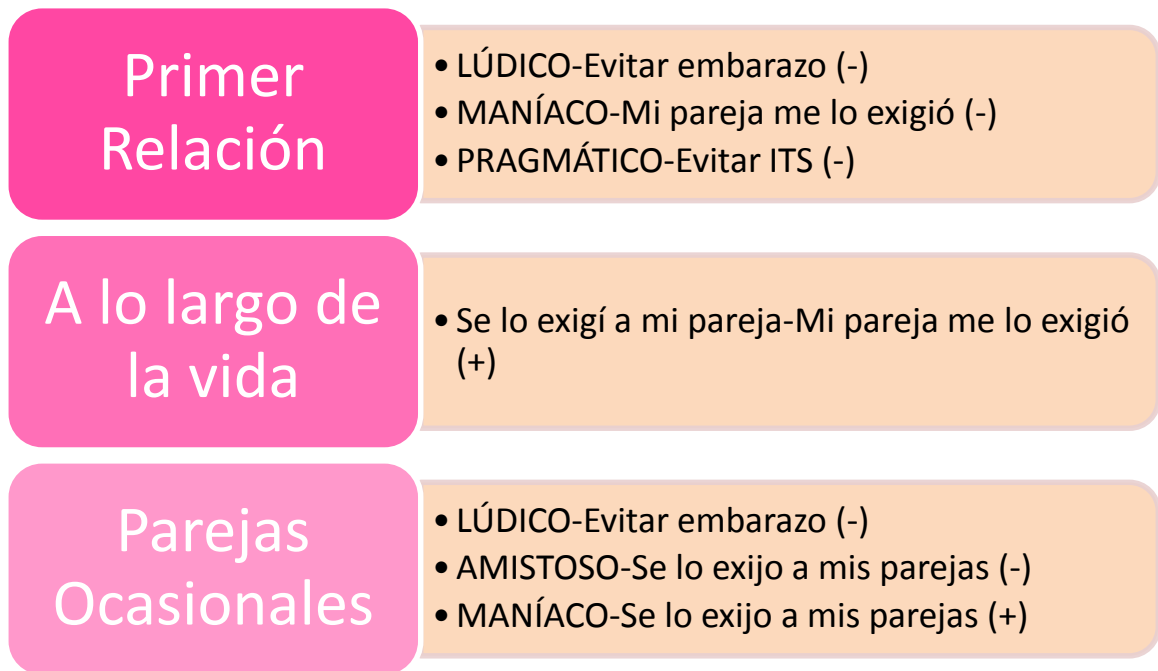 Primer
Relación
• LÚDICO-Evitar embarazo (-)
• MANÍACO-Mi pareja me lo exigió (-)
• PRAGMÁTICO-Evitar ITS (-)
A lo largo de
la vida
• Se lo exigí a mi pareja-Mi pareja me lo exigió
(+)
Parejas
Ocasionales
• LÚDICO-Evitar embarazo (-)
• AMISTOSO-Se lo exijo a mis parejas (-)
• MANÍACO-Se lo exijo a mis parejas (+)